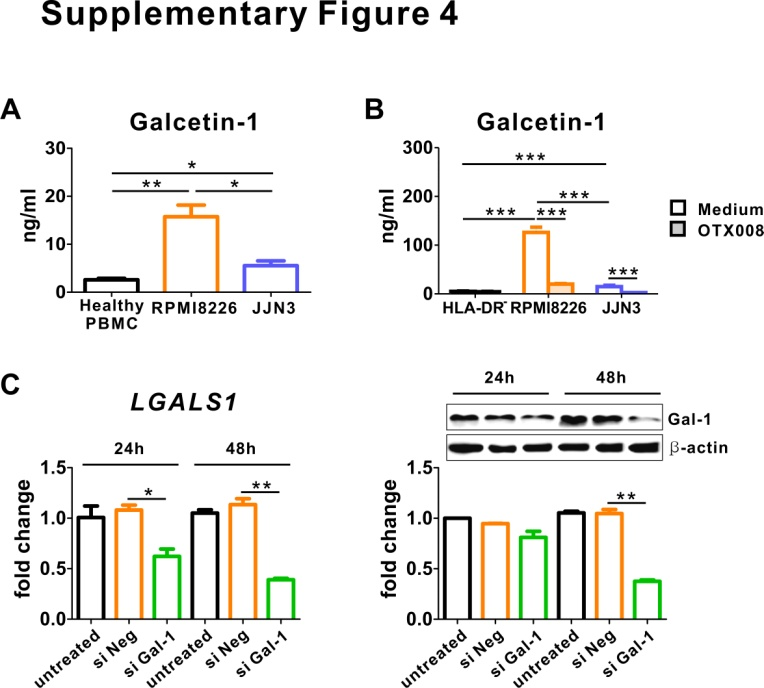 Supplementary Figure 4
A
Galcetin-1
ng/ml
30
20
10
0
*
** *
Healthy PBMC
RPMI8226
JJN3
B
Galcetin-1
ng/ml
300
200
100
0
***
***
*** ***
***
HLA-DR-
RPMI8226
JJN3
Medium
OTX008
C
LGALS1
24h 48h
fold change
1.5
1.0
0.5
0.0
* **
untreated
si Neg
si Gal-1
untreated
si Neg
si Gal-1
24h 48h
Gal-1
β-actin
fold change
1.5
1.0
0.5
0.0
**
untreated
si Neg
si Gal-1
untreated
si Neg
si Gal-1